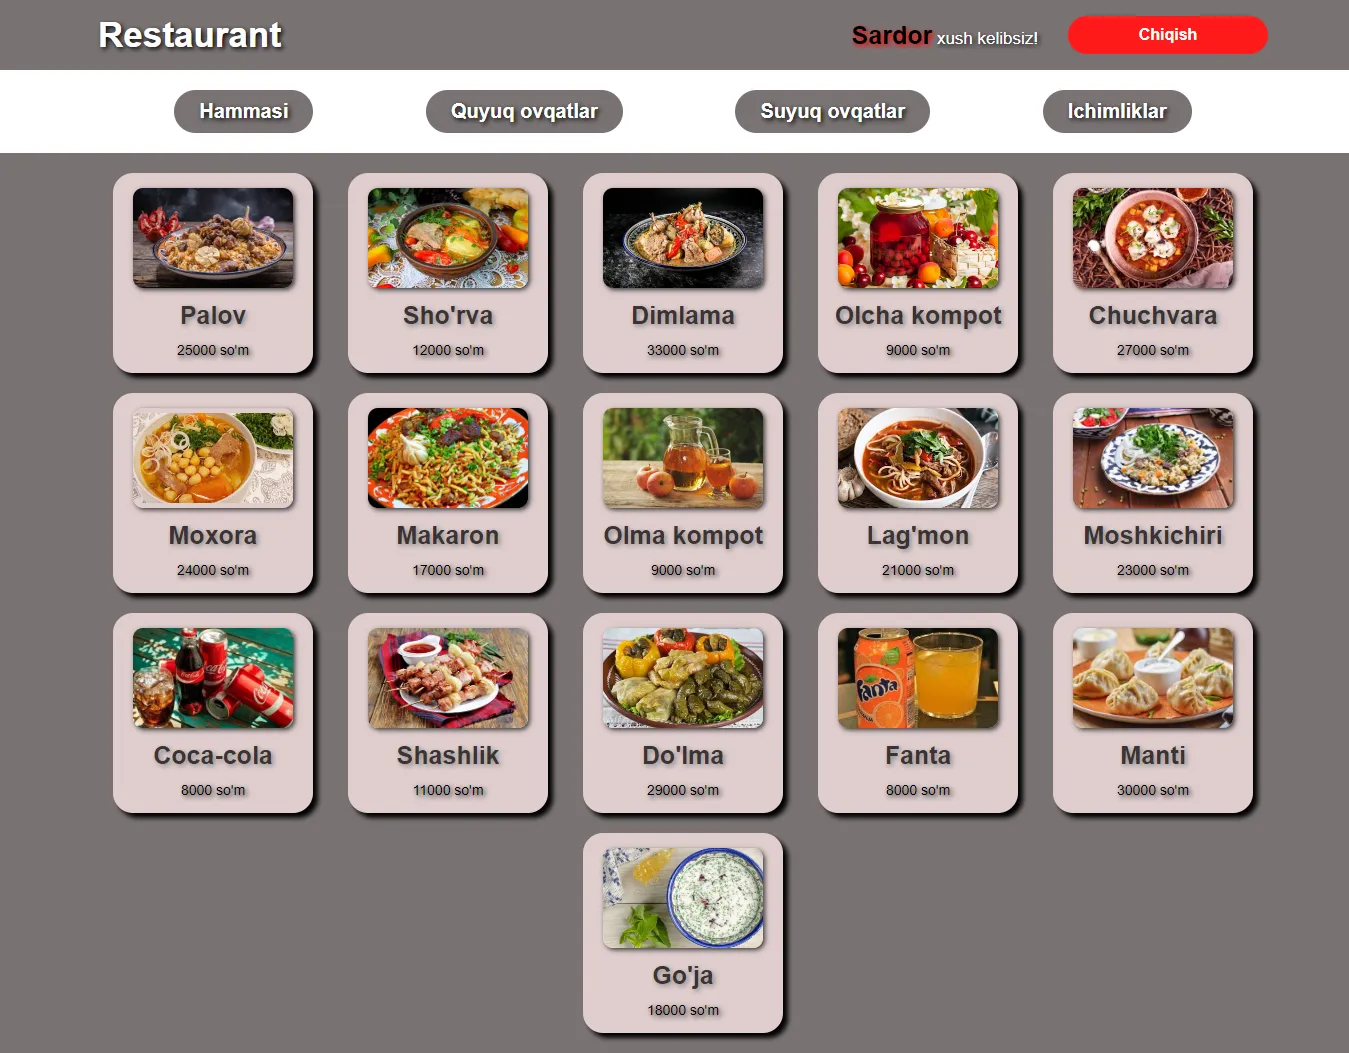 Restaurant
Sardor xush kelibsiz!
Chiqish
Hammasi
Quyuq ovqatlar
Suyuq ovqatlar
Ichimliklar
Palov
25000 so'm
Sho'rva
12000 so'm
Dimlama
33000 so'm
Olcha kompot
9000 so'm
Chuchvara
27000 so'm
Moxora
24000 so'm
Makaron
17000 so'm
Olma kompot
9000 so'm
Lag'mon
21000 so'm
Moshkichiri
23000 so'm
Coca-cola
8000 so'm
Shashlik
11000 so'm
Do'lma
29000 so'm
fanta
Fanta
8000 so'm
Manti
30000 so'm
Go'ja
18000 so'm